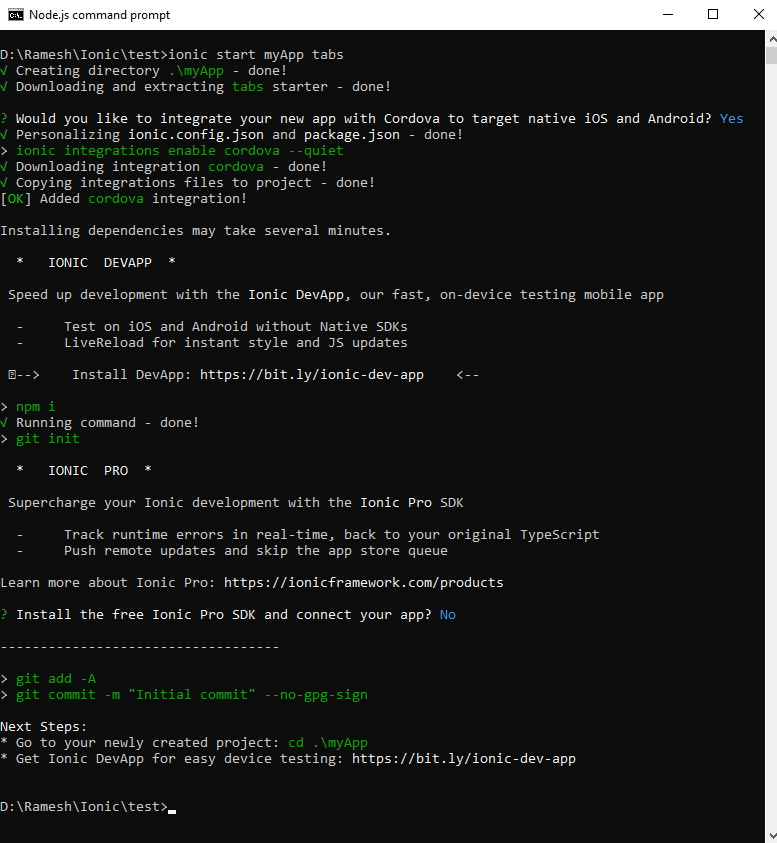 Node.js command prompt
D:\Ramesh\Ionic\test>ionic start myApp tabs
√ Creating directory .\myApp - done!
√ Downloading and extracting tabs starter - done!
? Would you like to integrate your new app with Cordova to target native iOS and Android? Yes
√ Personalizing ionic.config.json and package.json - done!
> ionic integrations enable cordova --quiet
√ Downloading integration cordova - done!
√ Copying integrations files to project - done!
[OK] Added cordova integration!
Installing dependencies may take several minutes.
* IONIC DEVAPP *
Speed up development with the Ionic DevApp, our fast, on-device testing mobile app
- Test on iOS and Android without Native SDKs
- LiveReload for instant style and JS updates
--> Install DevApp: https://bit.ly/ionic-dev-app <--
> npm i
√ Running command - done!
> git init
* IONIC PRO *
Supercharge your Ionic development with the Ionic Pro SDK
- Track runtime errors in real-time, back to your original TypeScript
- Push remote updates and skip the app store queue
Learn more about Ionic Pro: https://ionicframework.com/products
? Install the free Ionic Pro SDK and connect your app? No
-----------------------------------
> git add -A
> git commit -m "Initial commit" --no-gpg-sign
Next Steps:
* Go to your newly created project: cd .\myApp
* Get Ionic DevApp for easy device testing: https://bit.ly/ionic-dev-app
D:\Ramesh\Ionic\test>